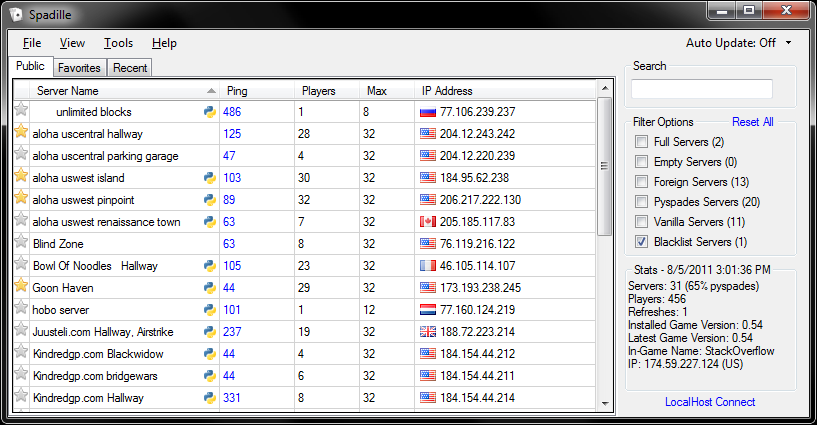 Spadille
File View Tools Help Auto Update: Off
Public Favorites Recent
Server Name Ping Players Max IP Address
unlimited blocks 486 1 8 77.106.239.237
aloha uscentral hallway 125 28 32 204.12.243.242
aloha uscentral parking garage 47 4 32 204.12.220.239
aloha uswest island 103 30 32 184.95.62.238
aloha uswest pinpoint 89 32 32 206.217.222.130
aloha uswest renaissance town 63 7 32 205.185.117.83
Blind Zone 63 8 32 76.119.216.122
Bowl Of Noodles Hallway 105 23 32 46.105.114.107
Goon Haven 44 29 32 173.193.238.245
hobo server 101 1 12 77.160.124.219
Juusteli.com Hallway, Airstrike 237 19 32 188.72.223.214
Kindredgp.com Blackwidow 44 4 32 184.154.44.212
Kindredgp.com bridgewars 44 6 32 184.154.44.211
Kindredgp.com Hallway 331 8 32 184.154.44.214
Search
Filter Options Reset All
Full Servers (2)
Empty Servers (0)
Foreign Servers (13)
Pyspades Servers (20)
Vanilla Servers (11)
Blacklist Servers (1)
Stats - 8/5/2011 3:01:36 PM
Servers: 31 (65% pyspades)
Players: 456
Refreshes: 1
Installed Game Version: 0.54
Latest Game Version: 0.54
In-Game Name: StackOverflow
IP: 174.59.227.124 (US)
LocalHost Connect